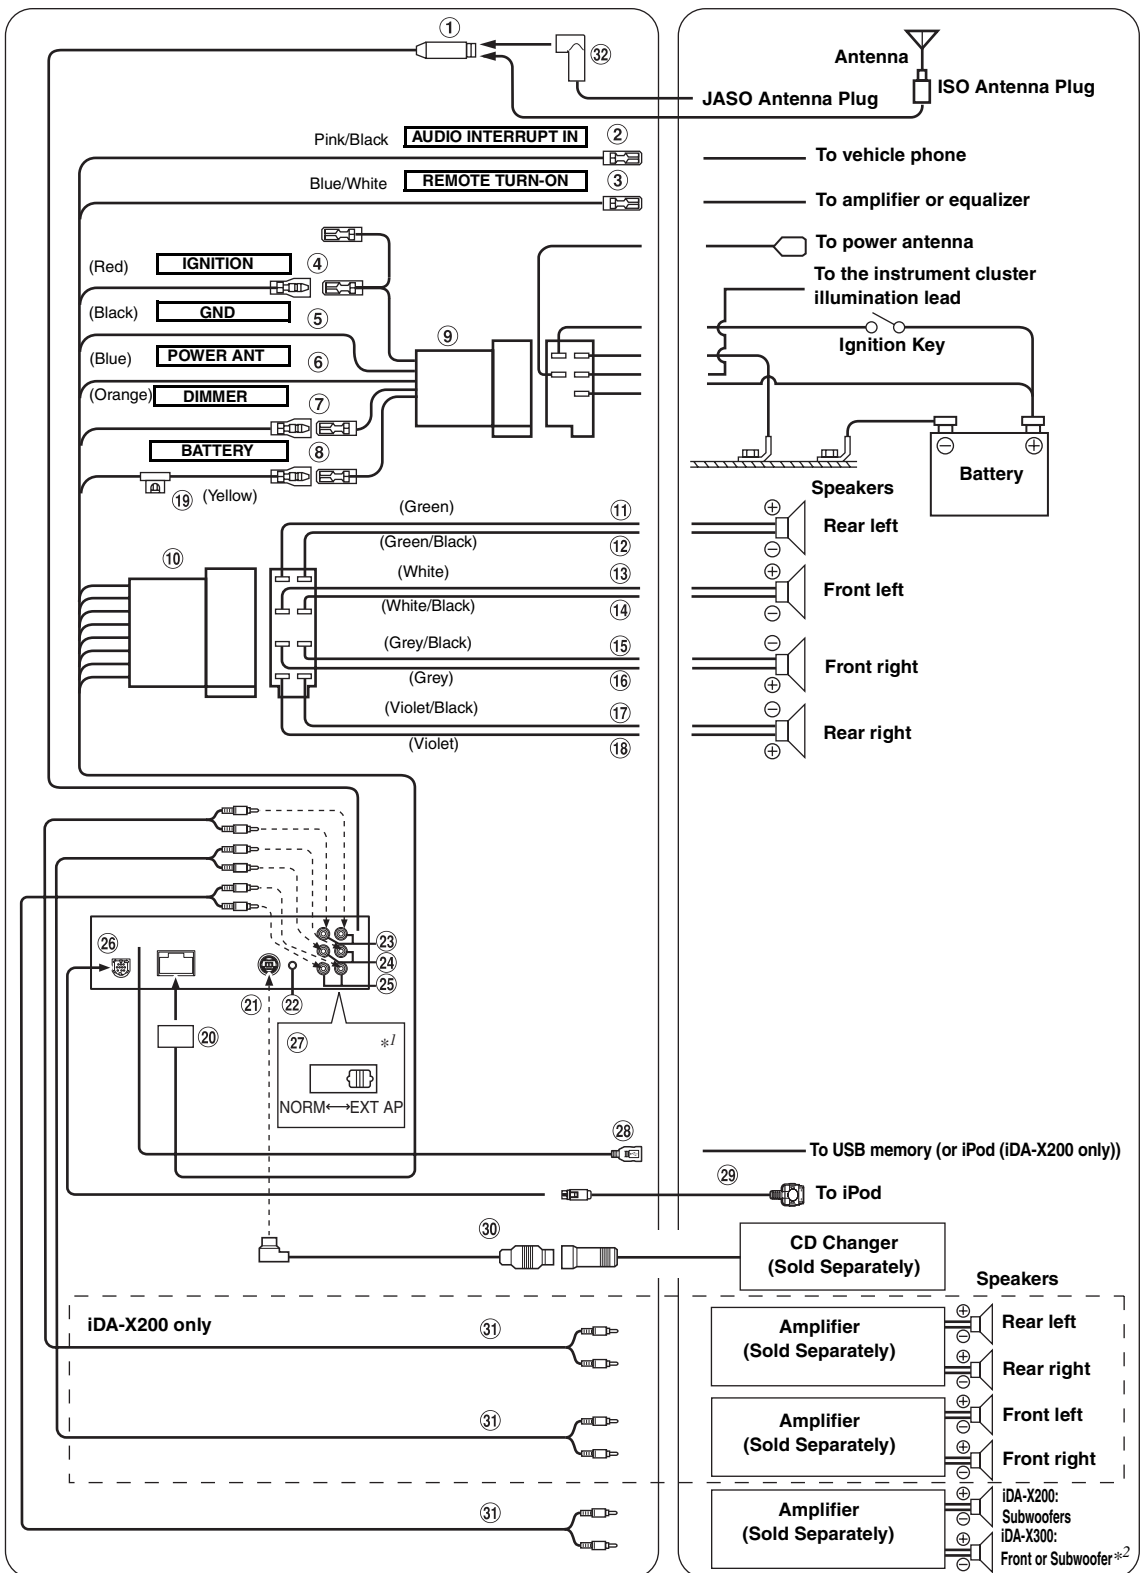 ①
㉜
Antenna
ISO Antenna Plug
JASO Antenna Plug
Pink/Black AUDIO INTERRUPT IN ②
To vehicle phone
Blue/White REMOTE TURN-ON ③
To amplifier or equalizer
To power antenna
(Red) IGNITION ④
To the instrument cluster
illumination lead
(Black) GND ⑤
⑨
Ignition Key
(Blue) POWER ANT ⑥
(Orange) DIMMER ⑦
BATTERY ⑧
⊖ ⊕
Battery
⑲ (Yellow)
Speakers
(Green) ⑪
⊕
Rear left
(Green/Black) ⑫
⊖
⑩
(White) ⑬
⊕
Front left
(White/Black) ⑭
⊖
(Grey/Black) ⑮
⊖
Front right
(Grey) ⑯
⊕
(Violet/Black) ⑰
⊖
Rear right
(Violet) ⑱
⊕
㉖
㉓
㉔
㉕
㉑ ㉒
⑳
㉗ *1
NORM↔EXT AP
㉘
To USB memory (or iPod (iDA-X200 only))
㉙
To iPod
㉚
CD Changer
(Sold Separately)
Speakers
iDA-X200 only
㉛
Amplifier
(Sold Separately)
⊕
⊖
Rear left
⊕
⊖
Rear right
㉛
Amplifier
(Sold Separately)
⊕
⊖
Front left
⊕
⊖
Front right
㉛
Amplifier
(Sold Separately)
⊕
⊖
iDA-X200:
Subwoofers
⊕
⊖
iDA-X300:
Front or Subwoofer*2